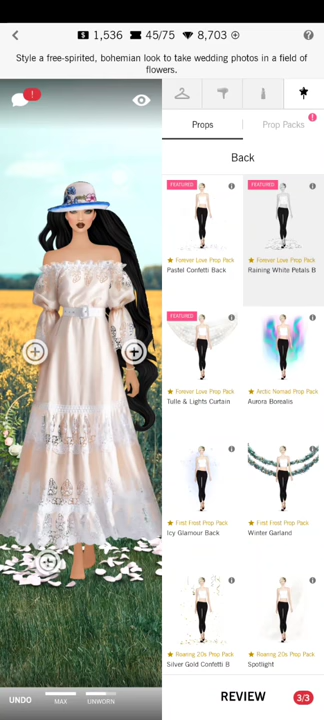 1,536 45/75 8,703
Style a free-spirited, bohemian look to take wedding photos in a field of
flowers.
!
Props
Prop Packs
!
Back
FEATURED
Forever Love Prop Pack
Pastel Confetti Back
FEATURED
Forever Love Prop Pack
Raining White Petals B
FEATURED
Forever Love Prop Pack
Tulle & Lights Curtain
Arctic Nomad Prop Pack
Aurora Borealis
First Frost Prop Pack
Icy Glamour Back
First Frost Prop Pack
Winter Garland
Roaring 20s Prop Pack
Silver Gold Confetti B
Roaring 20s Prop Pack
Spotlight
UNDO
MAX
UNWORN
REVIEW
3/3